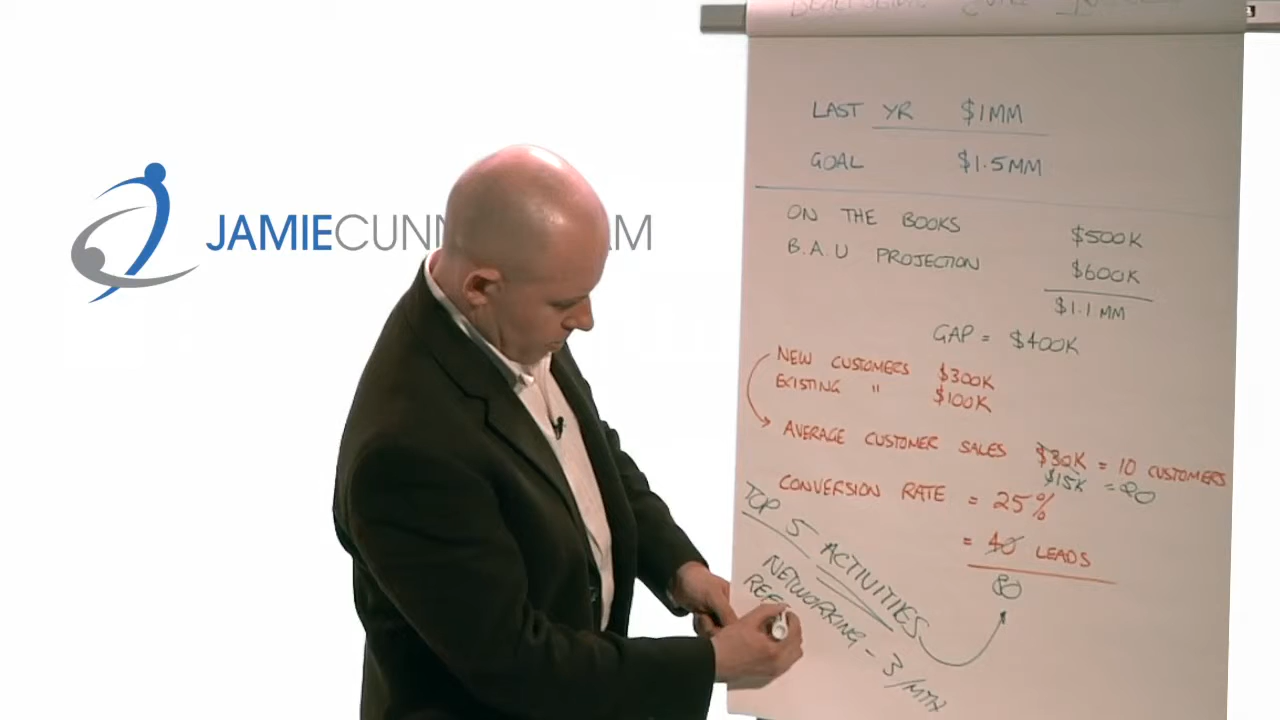 JAMIECUNN AM
LAST YR $1MM
GOAL $1.5MM
ON THE BOOKS $500K
B.A.U PROJECTION $600K
$1.1MM
GAP = $400K
NEW CUSTOMERS $300K
EXISTING " $100K
AVERAGE CUSTOMER SALES $30K = 10 CUSTOMERS
$15K = 20
CONVERSION RATE = 25%
= 40 LEADS
80
TOP 5 ACTIVITIES
NETWORKING - 3/MTH
REF